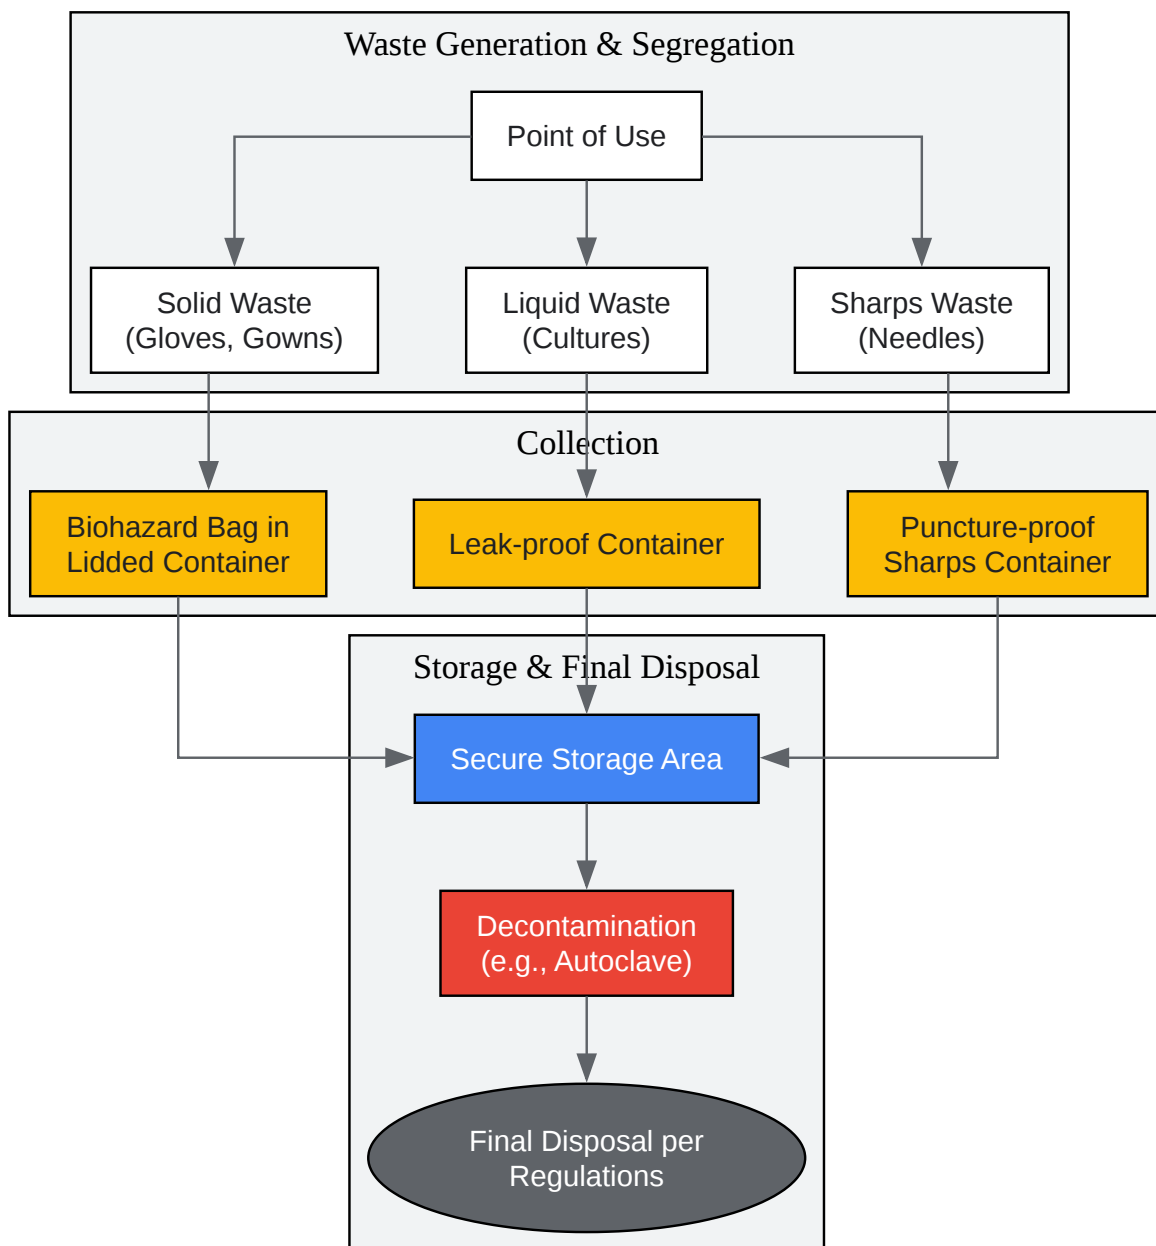 Waste Generation & Segregation
Point of Use
Solid Waste
(Gloves, Gowns)
Liquid Waste
(Cultures)
Sharps Waste
(Needles)
Collection
Biohazard Bag in
Lidded Container
Leak-proof Container
Puncture-proof
Sharps Container
Storage & Final Disposal
Secure Storage Area
Decontamination
(e.g., Autoclave)
Final Disposal per
Regulations